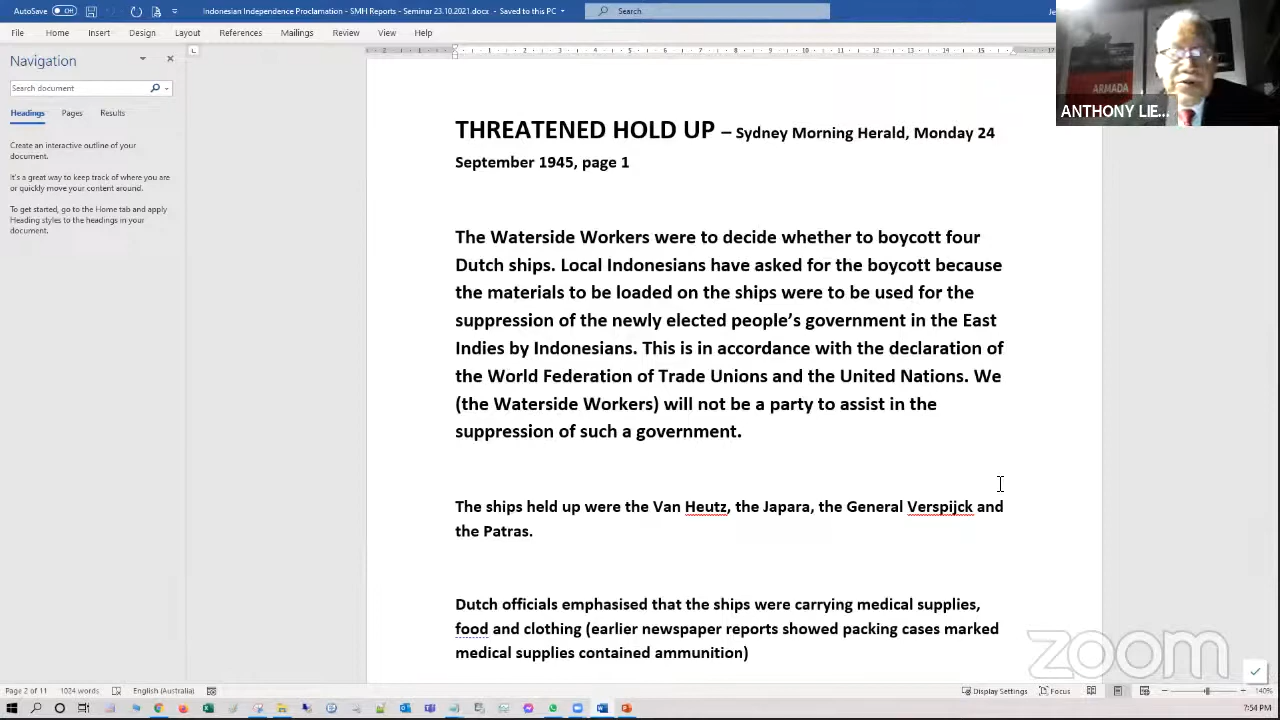 AutoSave Off
Indonesian Independence Proclamation - SMH Reports - Seminar 23.10.2021.docx - Saved to this PC
Search
File Home Insert Draw Design Layout References Mailings Review View Help
Navigation
Search document
Headings Pages Results
Create an interactive outline of your
document.
It's a great way to keep track of where you are
or quickly move your content around.
To get started, go to the Home tab and apply
Heading styles to the headings in your
document.
THREATENED HOLD UP – Sydney Morning Herald, Monday 24
September 1945, page 1
The Waterside Workers were to decide whether to boycott four
Dutch ships. Local Indonesians have asked for the boycott because
the materials to be loaded on the ships were to be used for the
suppression of the newly elected people's government in the East
Indies by Indonesians. This is in accordance with the declaration of
the World Federation of Trade Unions and the United Nations. We
(the Waterside Workers) will not be a party to assist in the
suppression of such a government.
The ships held up were the Van Heutz, the Japara, the General Verspijck and
the Patras.
Dutch officials emphasised that the ships were carrying medical supplies,
food and clothing (earlier newspaper reports showed packing cases marked
medical supplies contained ammunition)
ARMADA
ANTHONY LIE...
zoom
Page 2 of 11 1024 words English (Australia) Display Settings Focus 140%
7:54 PM